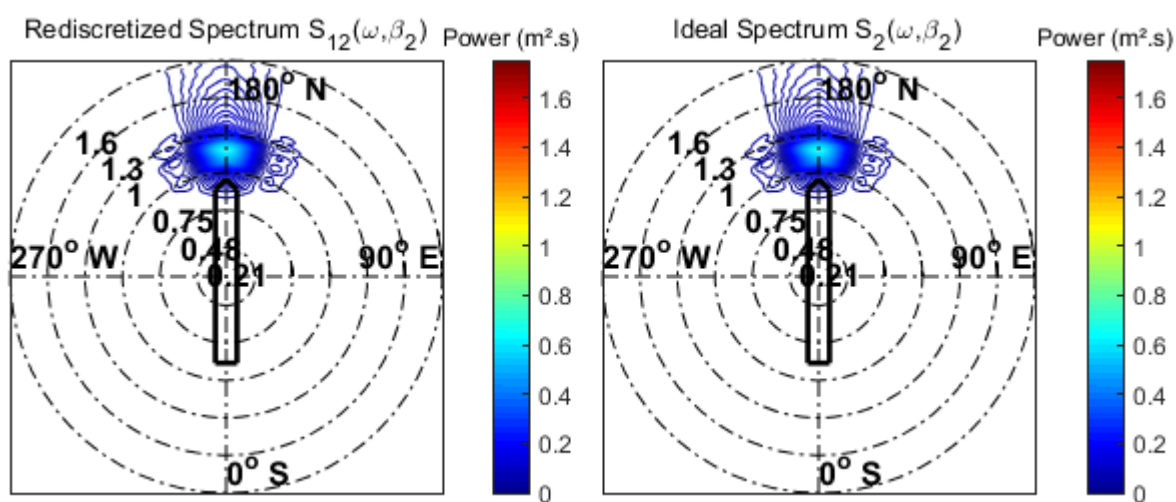 Rediscretized Spectrum S₁₂(ω,β₂)
Power (m².s)
180° N
1.6
1.3
1
0.75
0.48
0.21
270° W
90° E
0° S
1.6
1.4
1.2
1
0.8
0.6
0.4
0.2
0
Ideal Spectrum S₂(ω,β₂)
Power (m².s)
180° N
1.6
1.3
1
0.75
0.48
0.21
270° W
90° E
0° S
1.6
1.4
1.2
1
0.8
0.6
0.4
0.2
0